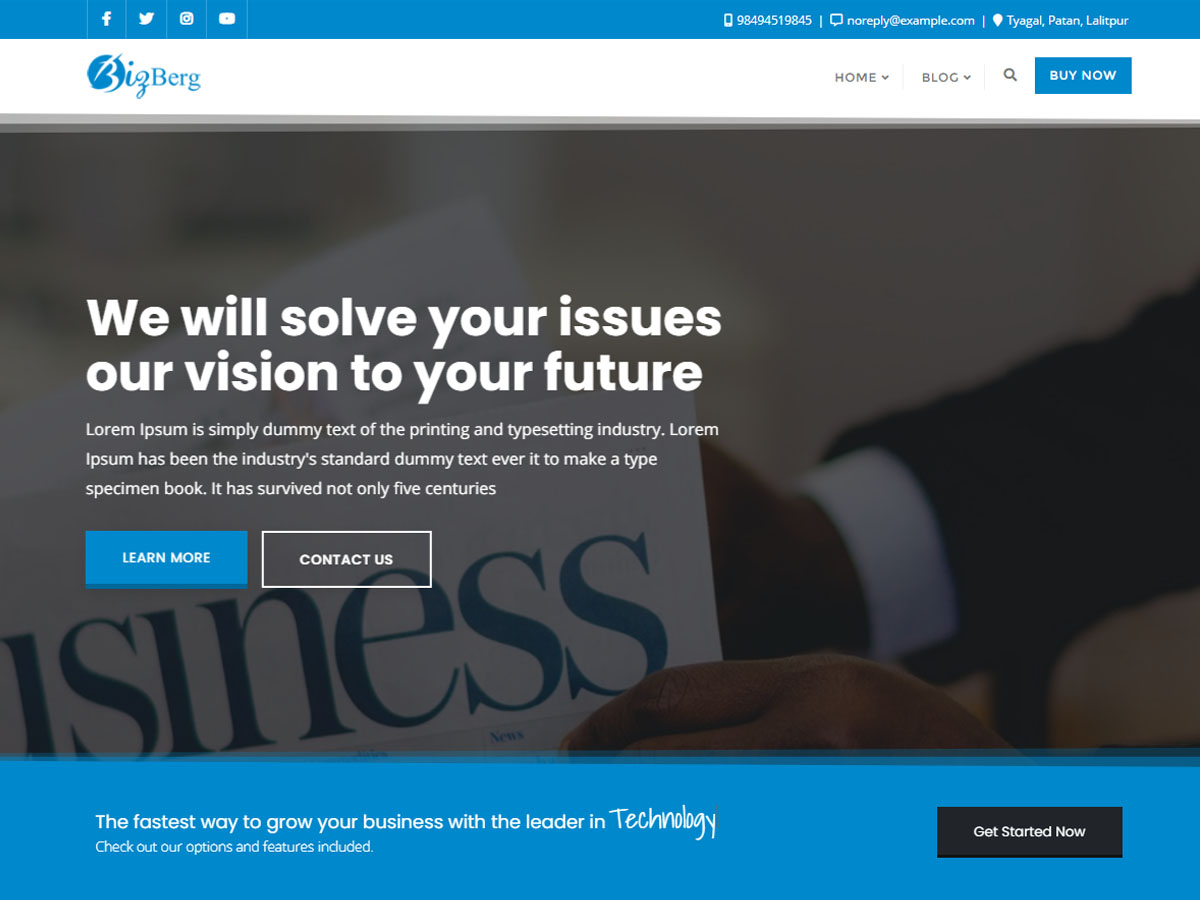 98494519845 | noreply@example.com | Tyagal, Patan, Lalitpur
BizBerg
HOME
BLOG
BUY NOW
We will solve your issues
our vision to your future
Lorem Ipsum is simply dummy text of the printing and typesetting industry. Lorem
Ipsum has been the industry's standard dummy text ever it to make a type
specimen book. It has survived not only five centuries
LEARN MORE
CONTACT US
usiness
News
The fastest way to grow your business with the leader in Technology
Check out our options and features included.
Get Started Now